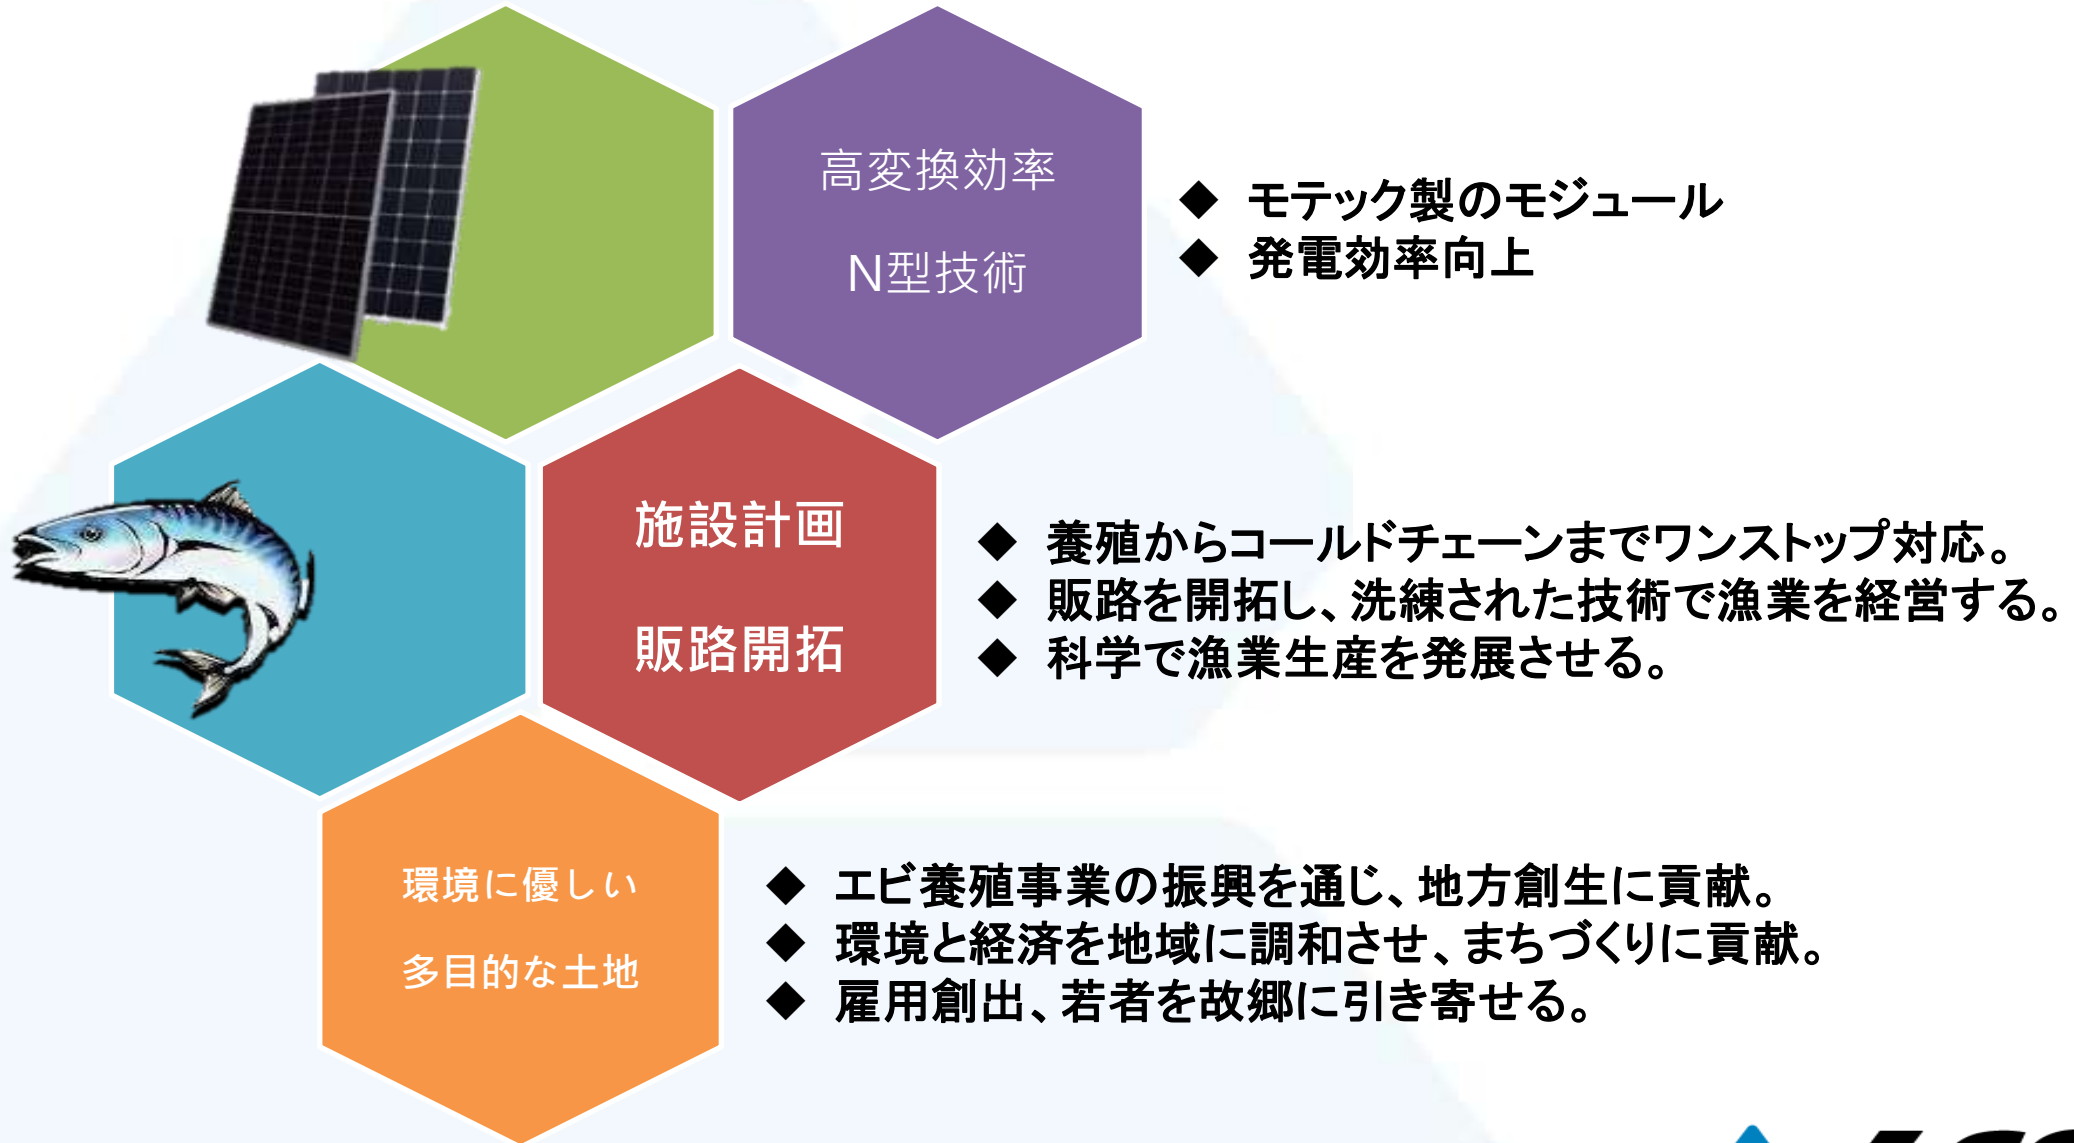 高変換効率
N型技術
◆ モテック製のモジュール
◆ 発電効率向上
施設計画
販路開拓
◆ 養殖からコールドチェーンまでワンストップ対応。
◆ 販路を開拓し、洗練された技術で漁業を経営する。
◆ 科学で漁業生産を発展させる。
環境に優しい
多目的な土地
◆ エビ養殖事業の振興を通じ、地方創生に貢献。
◆ 環境と経済を地域に調和させ、まちづくりに貢献。
◆ 雇用創出、若者を故郷に引き寄せる。